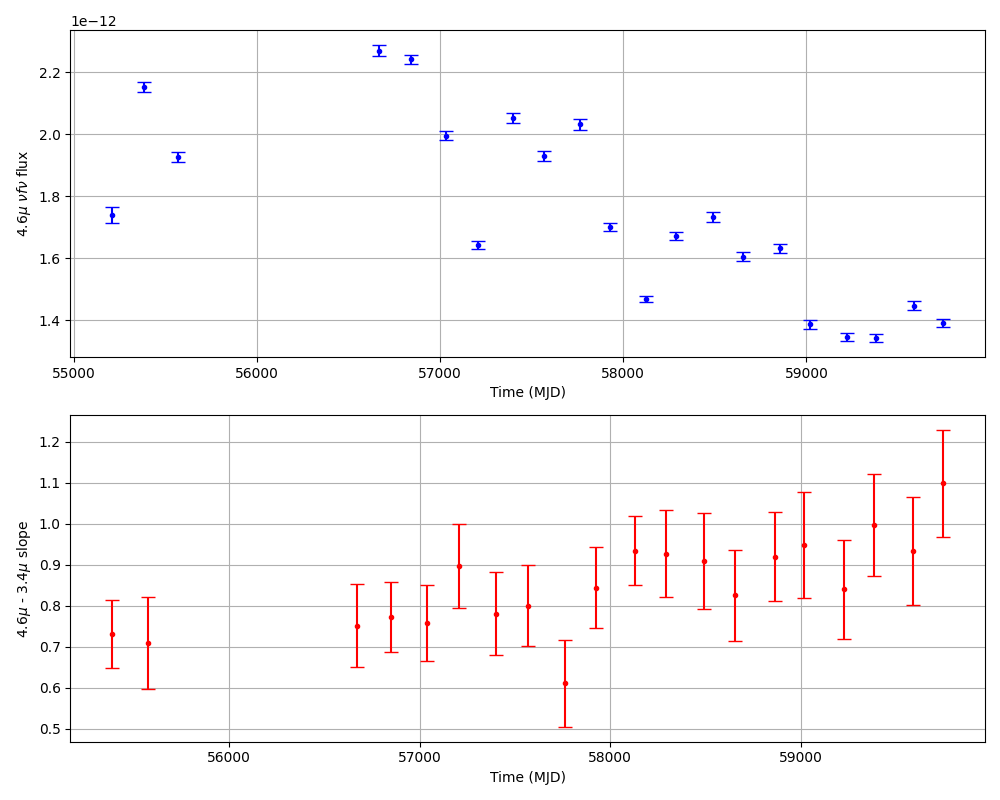 1e−12
2.2
2.0
1.8
1.6
1.4
4.6μ νfν flux
55000 56000 57000 58000 59000
Time (MJD)
1.2
1.1
1.0
0.9
0.8
0.7
0.6
0.5
4.6μ - 3.4μ slope
56000 57000 58000 59000
Time (MJD)